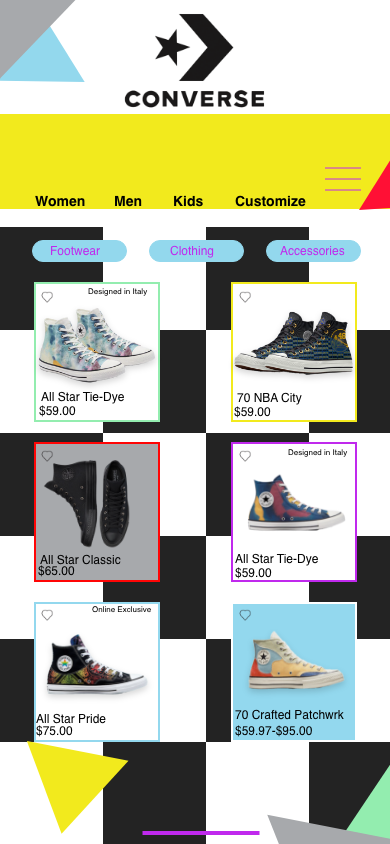 CONVERSE
Women Men Kids Customize
Footwear Clothing Accessories
Designed in Italy
All Star Tie-Dye
$59.00
70 NBA City
$59.00
All Star Classic
$65.00
Designed in Italy
All Star Tie-Dye
$59.00
Online Exclusive
All Star Pride
$75.00
70 Crafted Patchwrk
$59.97-$95.00